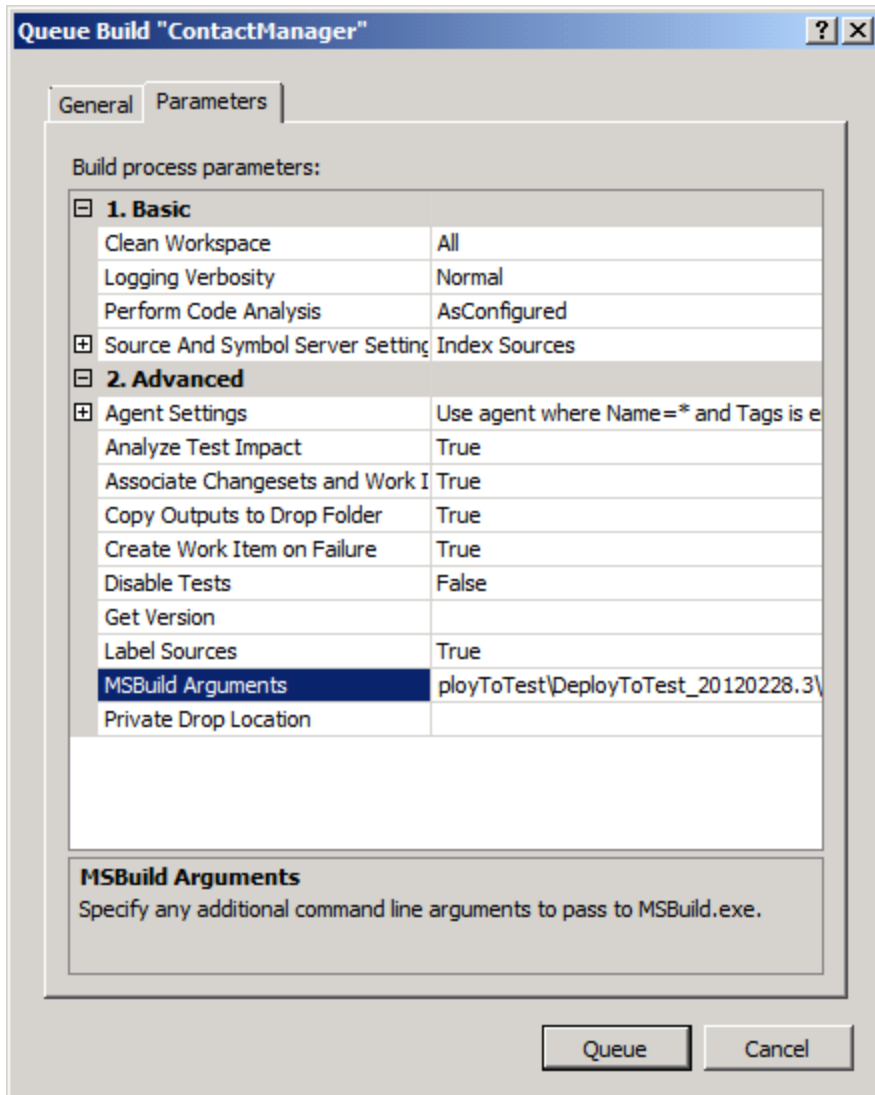 Queue Build "ContactManager"
General Parameters
Build process parameters:
1. Basic
Clean Workspace All
Logging Verbosity Normal
Perform Code Analysis AsConfigured
Source And Symbol Server Setting Index Sources
2. Advanced
Agent Settings Use agent where Name=* and Tags is e
Analyze Test Impact True
Associate Changesets and Work I True
Copy Outputs to Drop Folder True
Create Work Item on Failure True
Disable Tests False
Get Version
Label Sources True
MSBuild Arguments ployToTest\DeployToTest_20120228.3\
Private Drop Location
MSBuild Arguments
Specify any additional command line arguments to pass to MSBuild.exe.
Queue Cancel